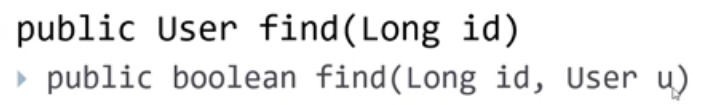 public User find(Long id)
public boolean find(Long id, User u)